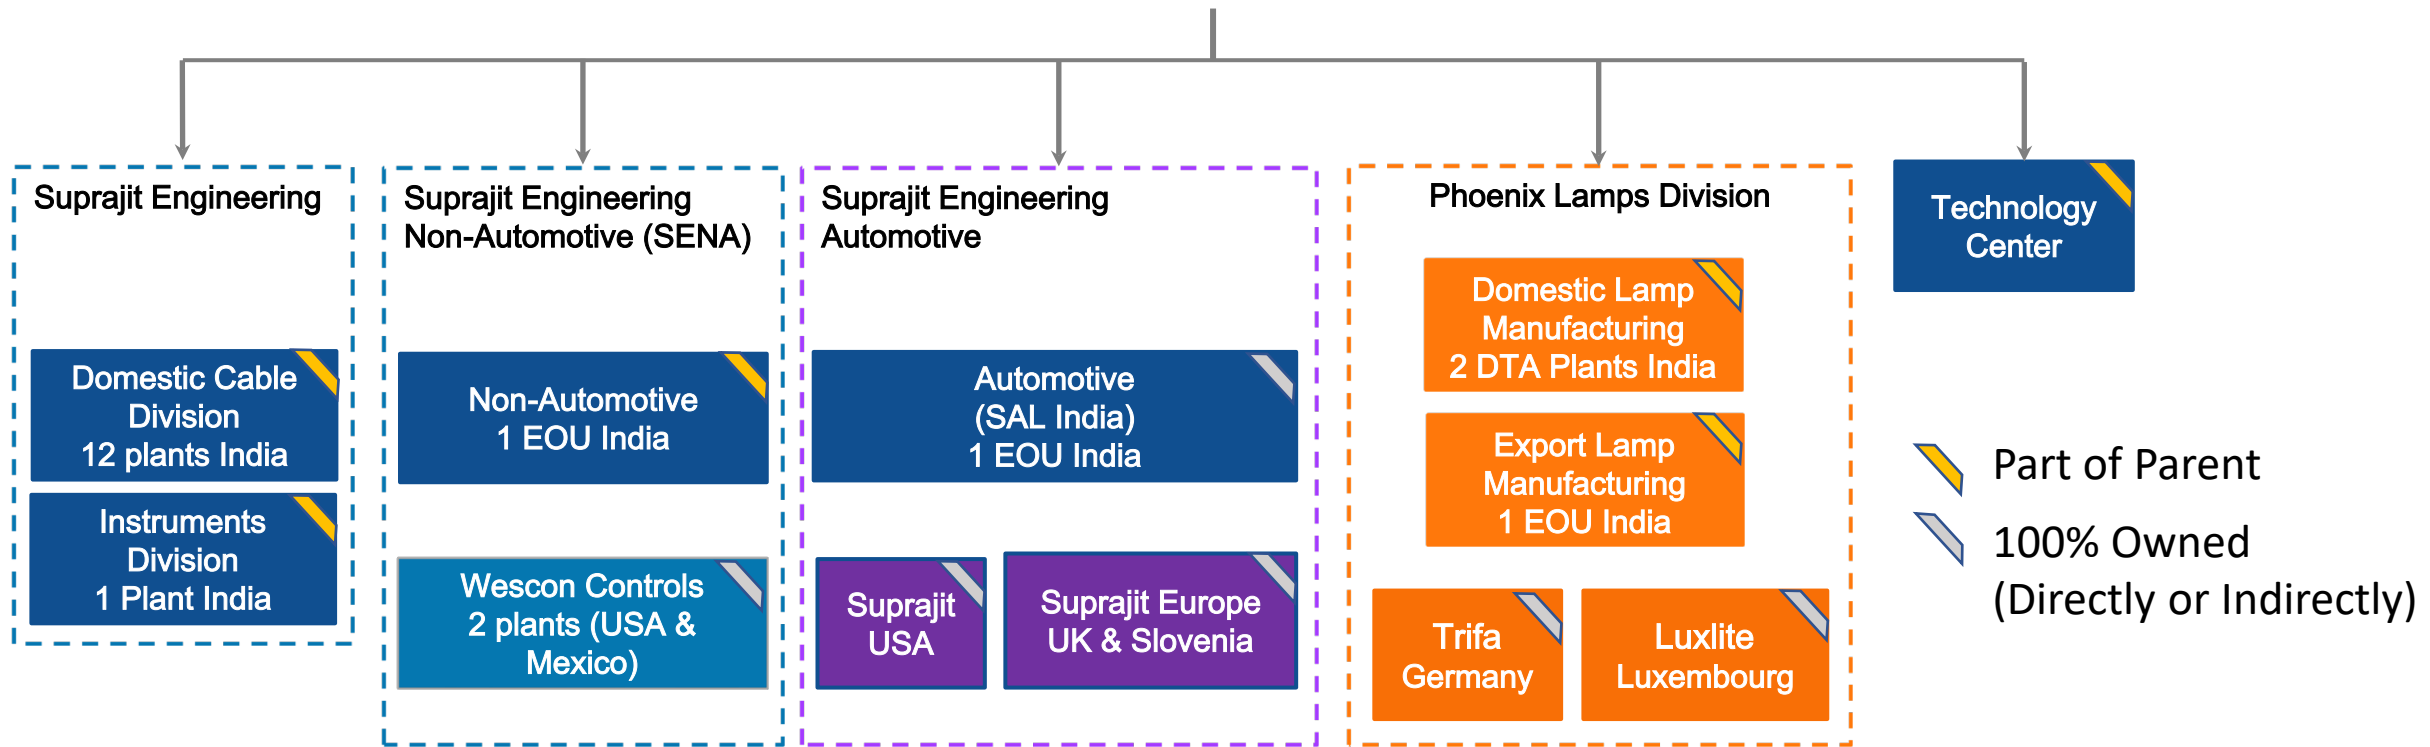 Suprajit Engineering
Domestic Cable
Division
12 plants India
Instruments
Division
1 Plant India
Suprajit Engineering
Non-Automotive (SENA)
Non-Automotive
1 EOU India
Wescon Controls
2 plants (USA &
Mexico)
Suprajit Engineering
Automotive
Automotive
(SAL India)
1 EOU India
Suprajit
USA
Suprajit Europe
UK & Slovenia
Phoenix Lamps Division
Domestic Lamp
Manufacturing
2 DTA Plants India
Export Lamp
Manufacturing
1 EOU India
Trifa
Germany
Luxlite
Luxembourg
Technology
Center
Part of Parent
100% Owned
(Directly or Indirectly)